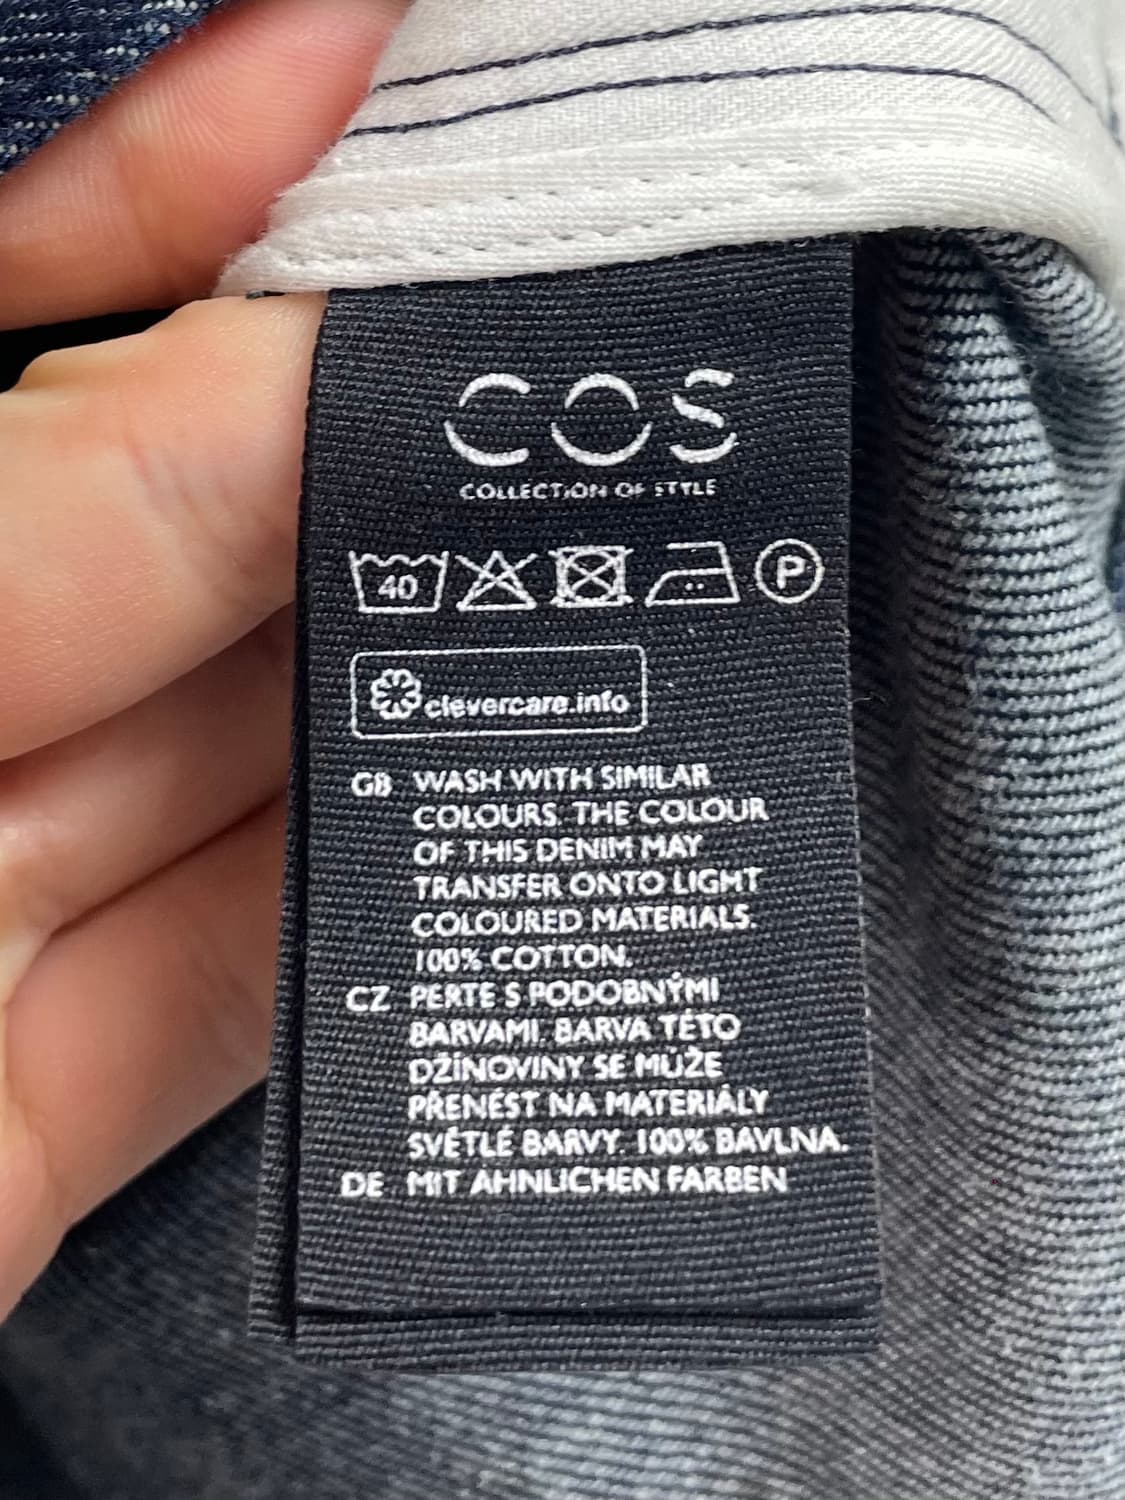 COS
COLLECTION OF STYLE
40 P
clevercare.info
GB WASH WITH SIMILAR
COLOURS. THE COLOUR
OF THIS DENIM MAY
TRANSFER ONTO LIGHT
COLOURED MATERIALS.
100% COTTON.
CZ PERTE S PODOBNÝMI
BARVAMI. BARVA TÉTO
DŽÍNOVINY SE MŮŽE
PŘENÉST NA MATERIÁLY
SVĚTLÉ BARVY. 100% BAVLNA.
DE MIT ÄHNLICHEN FARBEN